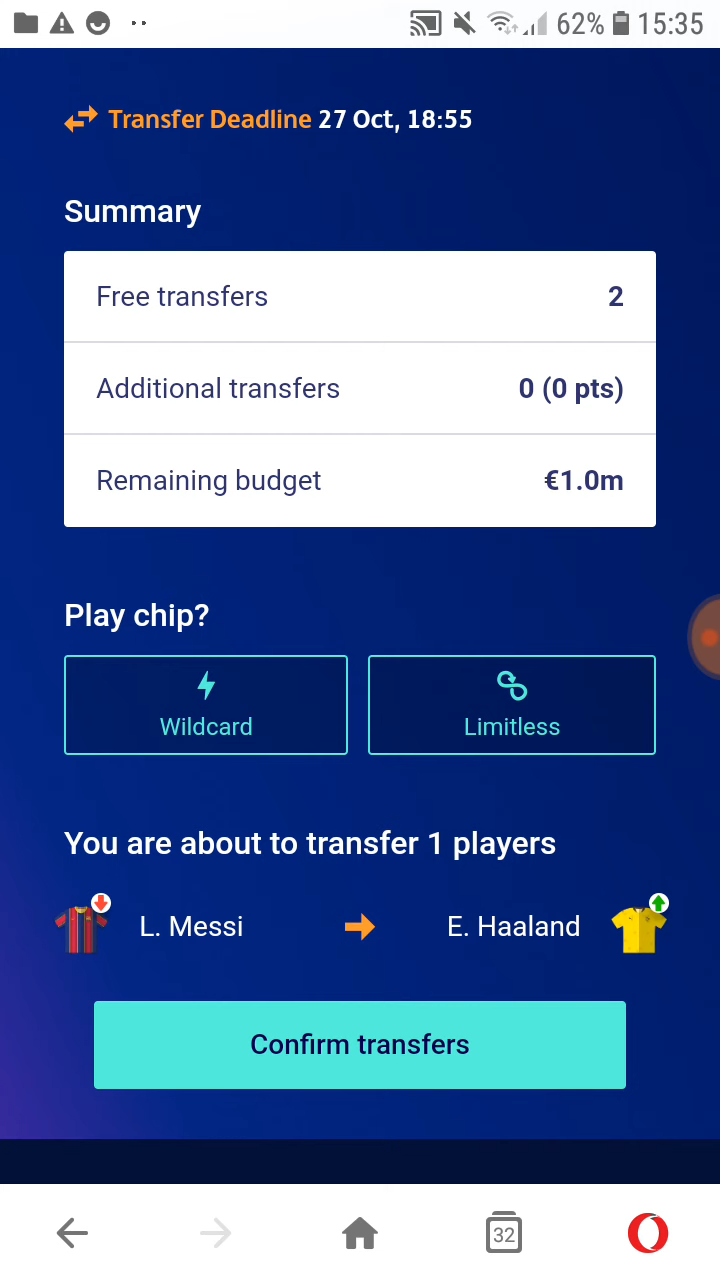 62% 15:35
Transfer Deadline 27 Oct, 18:55
Summary
Free transfers 2
Additional transfers 0 (0 pts)
Remaining budget €1.0m
Play chip?
Wildcard Limitless
You are about to transfer 1 players
L. Messi E. Haaland
Confirm transfers
32